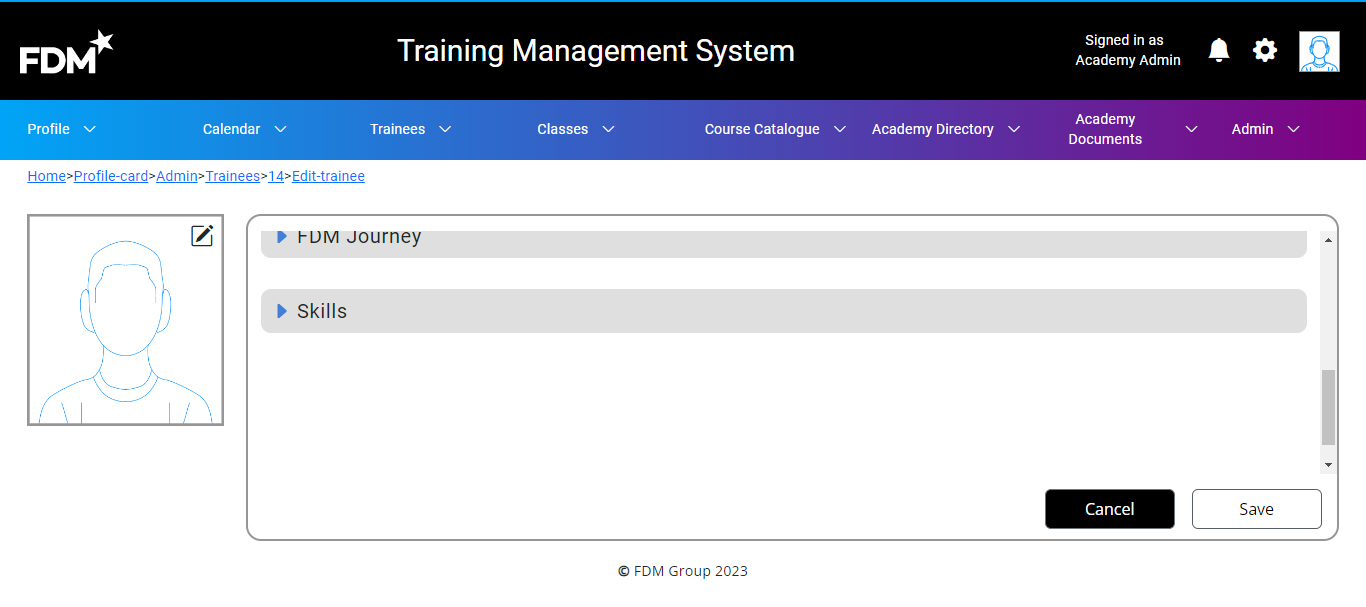 FDM
Training Management System
Signed in as
Academy Admin
Profile
Calendar
Trainees
Classes
Course Catalogue
Academy Directory
Academy
Documents
Admin
Home>Profile-card>Admin>Trainees>14>Edit-trainee
FDM Journey
Skills
Cancel
Save
© FDM Group 2023